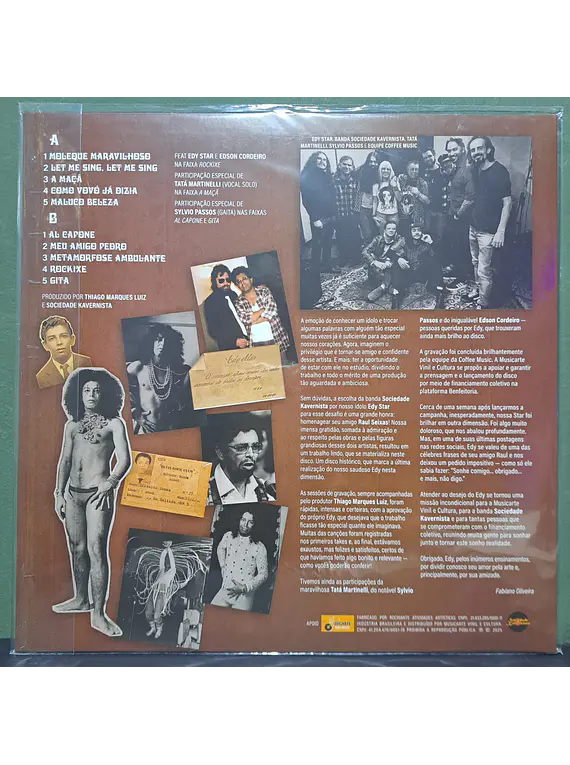 A
1 MOLEQUE MARAVILHOSO
2 LET ME SING, LET ME SING
3 A MAÇÃ
4 COMO VOVÓ JÁ DIZIA
5 MALUCO BELEZA
B
1 AL CAPONE
2 MEU AMIGO PEDRO
3 METAMORFOSE AMBULANTE
4 ROCKIXE
5 GITA
PRODUZIDO POR THIAGO MARQUES LUIZ
E SOCIEDADE KAVERNISTA
FEAT EDY STAR E EDSON CORDEIRO
NA FAIXA ROCKIXE
PARTICIPAÇÃO ESPECIAL DE
TATÁ MARTINELLI (VOCAL SOLO)
NA FAIXA A MAÇÃ
PARTICIPAÇÃO ESPECIAL DE
SYLVIO PASSOS (GAITA) NAS FAIXAS
AL CAPONE E GITA
EDY STAR, BANDA SOCIEDADE KAVERNISTA, TATÁ
MARTINELLI, SYLVIO PASSOS E EQUIPE COFFEE MUSIC
A emoção de conhecer um ídolo e trocar
algumas palavras com alguém tão especial
muitas vezes já é suficiente para aquecer
nossos corações. Agora, imaginem o
privilégio que é tornar-se amigo e confidente
desse artista. E mais: ter a oportunidade
de estar com ele no estúdio, dividindo o
trabalho e todo o mérito de uma produção
tão aguardada e ambiciosa.
Sem dúvidas, a escolha da banda Sociedade
Kavernista por nosso ídolo Edy Star
para esse desafio é uma grande honra:
homenagear seu amigo Raul Seixas! Nossa
imensa gratidão, somada à admiração e
ao respeito pelas obras e pelas figuras
grandiosas desses dois artistas, resultou em
um trabalho lindo, que se materializa neste
disco. Um disco histórico, que marca a última
realização do nosso saudoso Edy nesta
dimensão.
As sessões de gravação, sempre acompanhadas
pelo produtor Thiago Marques Luiz, foram
rápidas, intensas e certeiras, com a aprovação
do próprio Edy, que desejava que o trabalho
ficasse tão especial quanto ele imaginara.
Muitas das canções foram registradas
nos primeiros takes e, ao final, estávamos
exaustos, mas felizes e satisfeitos, certos de
que havíamos feito algo bonito e relevante —
como vocês poderão conferir!
Tivemos ainda as participações da
maravilhosa Tatá Martinelli, do notável Sylvio
Passos e do inigualável Edson Cordeiro —
pessoas queridas por Edy, que trouxeram
ainda mais brilho ao disco.
A gravação foi concluída brilhantemente
pela equipe da Coffee Music. A Musicarte
Vinil e Cultura se propôs a apoiar e garantir
a prensagem e o lançamento do disco
por meio de financiamento coletivo na
plataforma Benfeitoria.
Cerca de uma semana após lançarmos a
campanha, inesperadamente, nossa Star foi
brilhar em outra dimensão. Foi algo muito
doloroso, que nos abalou profundamente.
Mas, em uma de suas últimas postagens
nas redes sociais, Edy se valeu de uma das
célebres frases de seu amigo Raul e nos
deixou um pedido impositivo — como só ele
sabia fazer: "Sonha comigo... obrigado...
e mais, não digo."
Atender ao desejo do Edy se tornou uma
missão incondicional para a Musicarte
Vinil e Cultura, para a banda Sociedade
Kavernista e para tantas pessoas que
se comprometeram com o financiamento
coletivo, reunindo muita gente para sonhar
junto e tornar este sonho realidade.
Obrigado, Edy, pelos inúmeros ensinamentos,
por dividir conosco seu amor pela arte e,
principalmente, por sua amizade.
Fabiano Oliveira
APOIO